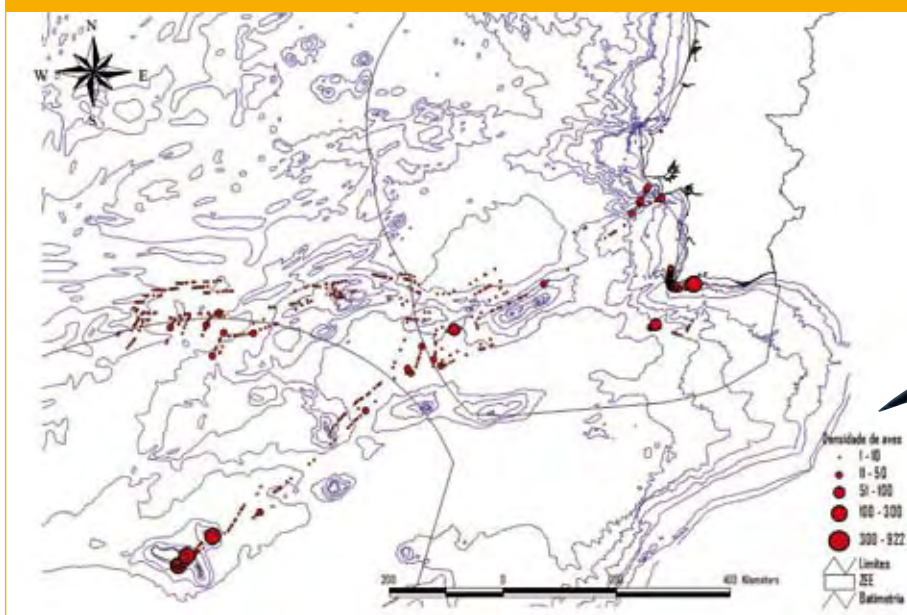 N
W E
S
Densidade de aves
1 - 10
11 - 50
51 - 100
100 - 300
300 - 922
Limites
ZEE
Batimetria
200 0 200 400 Kilometers